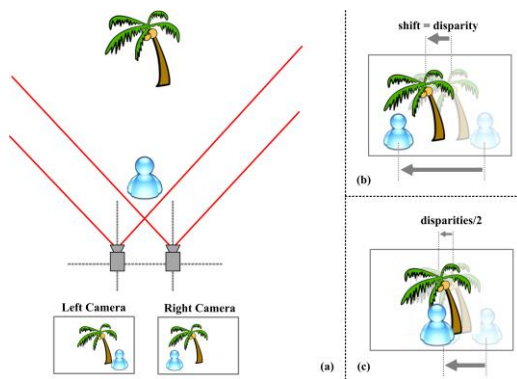 Left Camera
Right Camera
(a)
shift = disparity
(b)
disparities/2
(c)